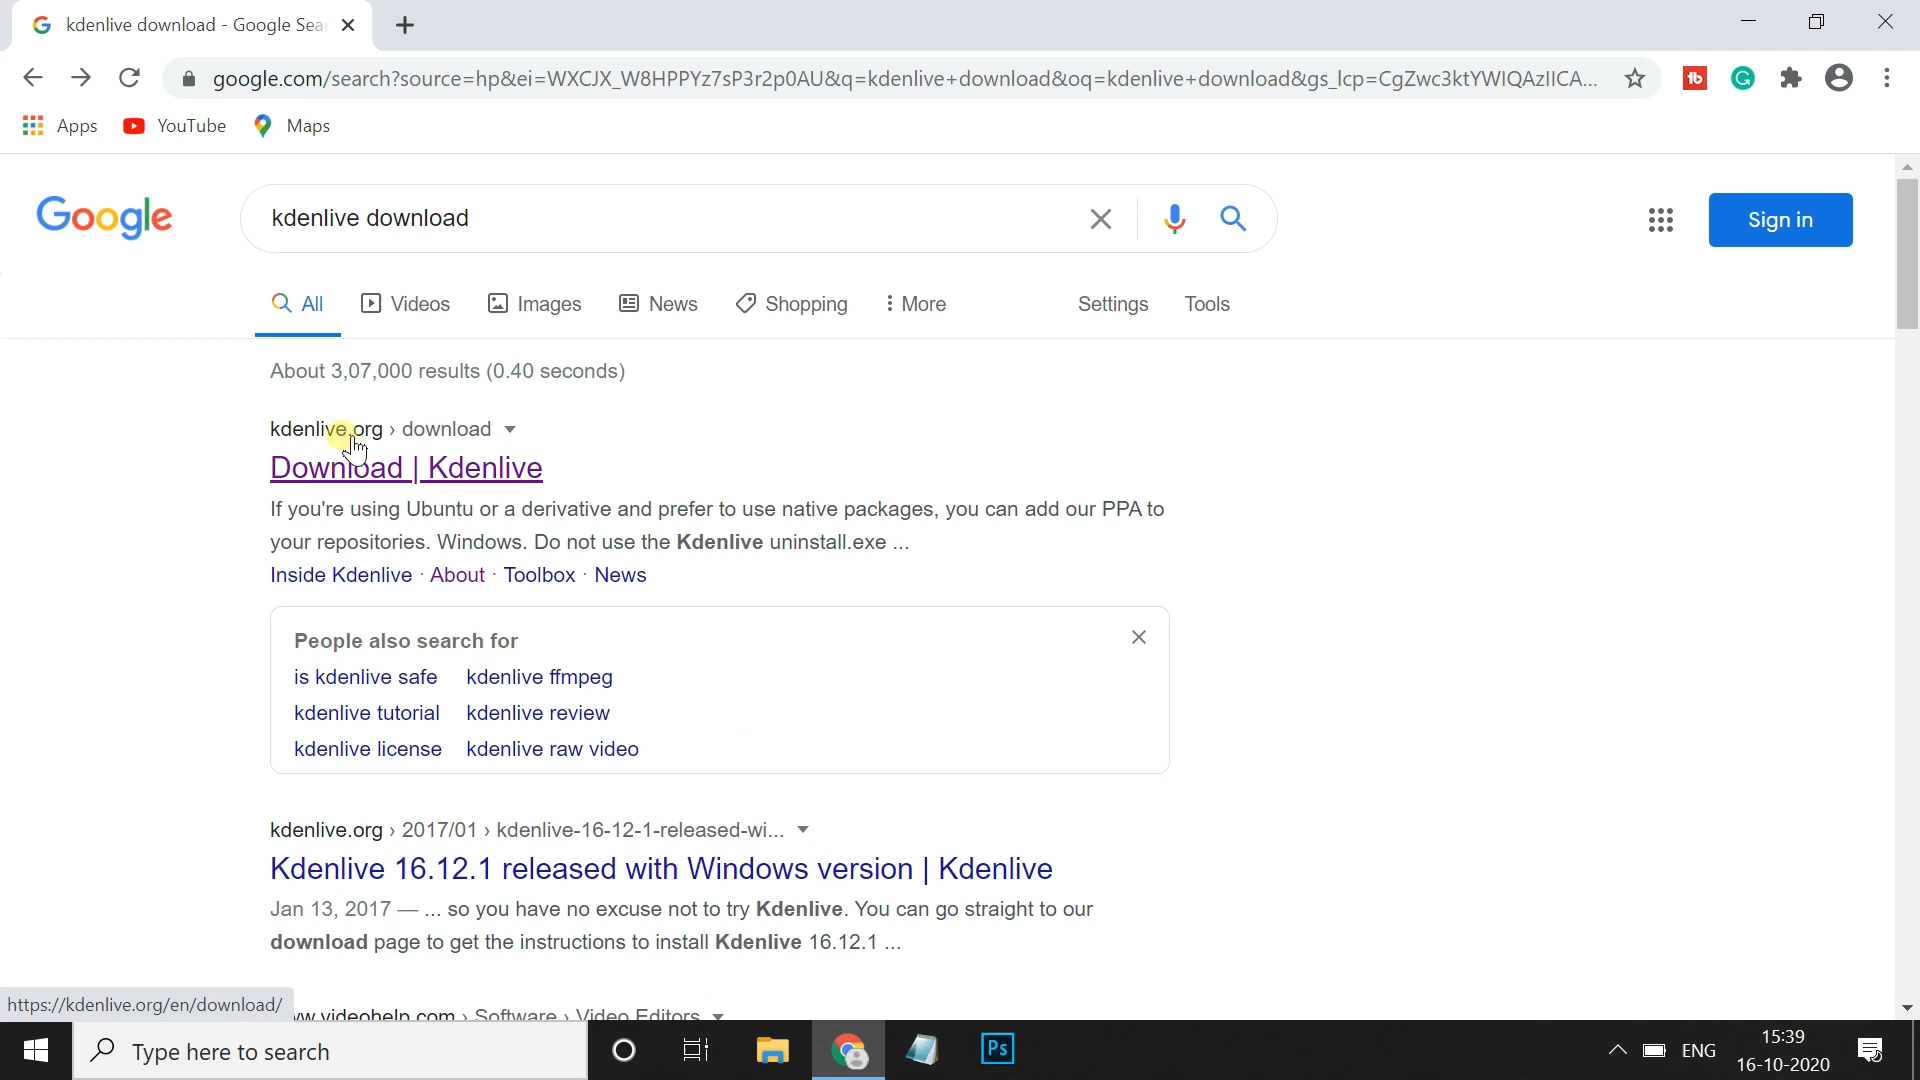 kdenlive download - Google Sea
google.com/search?source=hp&ei=WXCJX_W8HPPYz7sP3r2p0AU&q=kdenlive+download&oq=kdenlive+download&gs_lcp=CgZwc3ktYWIQAzIICA...
Apps YouTube Maps
Google kdenlive download Sign in
All Videos Images News Shopping More Settings Tools
About 3,07,000 results (0.40 seconds)
kdenlive.org › download
Download | Kdenlive
If you're using Ubuntu or a derivative and prefer to use native packages, you can add our PPA to
your repositories. Windows. Do not use the Kdenlive uninstall.exe ...
Inside Kdenlive · About · Toolbox · News
People also search for
is kdenlive safe kdenlive ffmpeg
kdenlive tutorial kdenlive review
kdenlive license kdenlive raw video
kdenlive.org › 2017/01 › kdenlive-16-12-1-released-wi...
Kdenlive 16.12.1 released with Windows version | Kdenlive
Jan 13, 2017 — ... so you have no excuse not to try Kdenlive. You can go straight to our
download page to get the instructions to install Kdenlive 16.12.1 ...
https://kdenlive.org/en/download/
videohelp.com › Software › Video Editors
Type here to search
Ps
ENG
15:39
16-10-2020